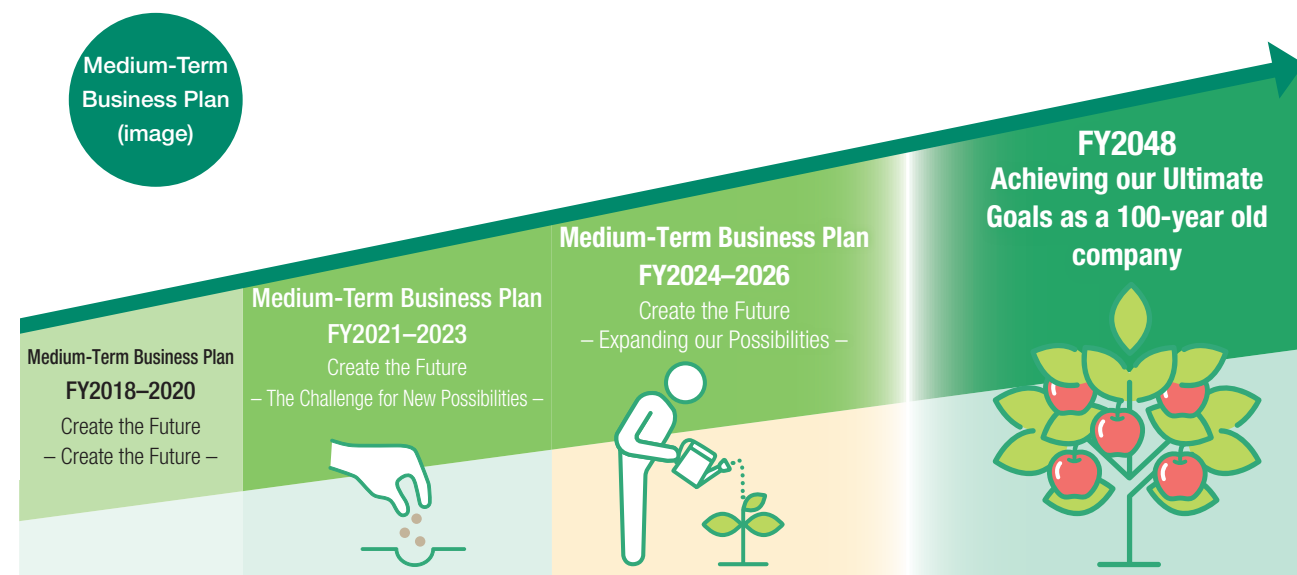 Medium-Term
Business Plan
(image)
Medium-Term Business Plan
FY2018–2020
Create the Future
– Create the Future –
Medium-Term Business Plan
FY2021–2023
Create the Future
– The Challenge for New Possibilities –
Medium-Term Business Plan
FY2024–2026
Create the Future
– Expanding our Possibilities –
FY2048
Achieving our Ultimate
Goals as a 100-year old
company